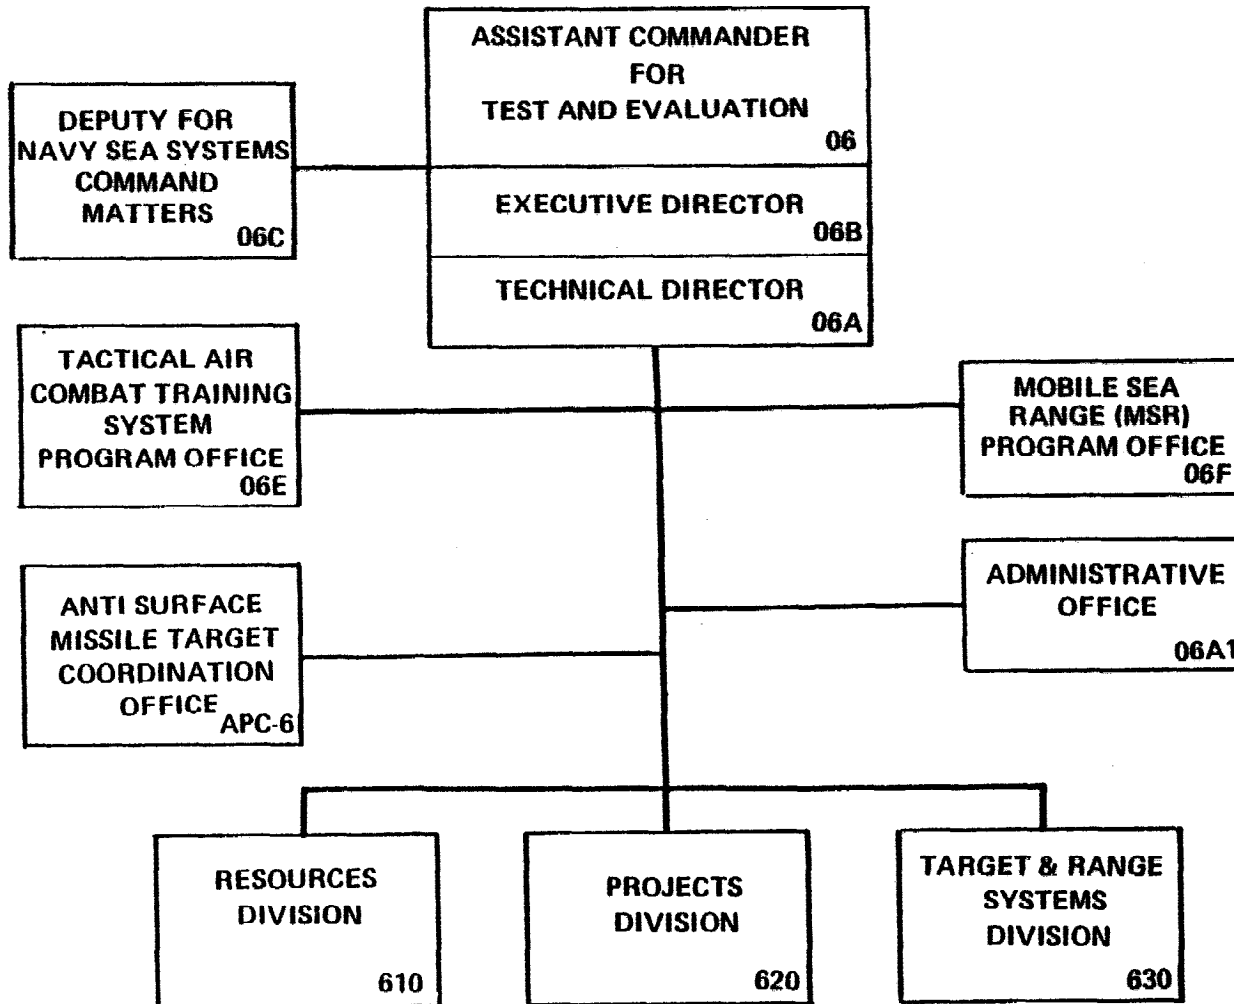 ASSISTANT COMMANDER
FOR
TEST AND EVALUATION
06
EXECUTIVE DIRECTOR
06B
TECHNICAL DIRECTOR
06A
DEPUTY FOR
NAVY SEA SYSTEMS
COMMAND
MATTERS
06C
TACTICAL AIR
COMBAT TRAINING
SYSTEM
PROGRAM OFFICE
06E
MOBILE SEA
RANGE (MSR)
PROGRAM OFFICE
06F
ADMINISTRATIVE
OFFICE
06A1
ANTI SURFACE
MISSILE TARGET
COORDINATION
OFFICE
APC-6
RESOURCES
DIVISION
610
PROJECTS
DIVISION
620
TARGET & RANGE
SYSTEMS
DIVISION
630